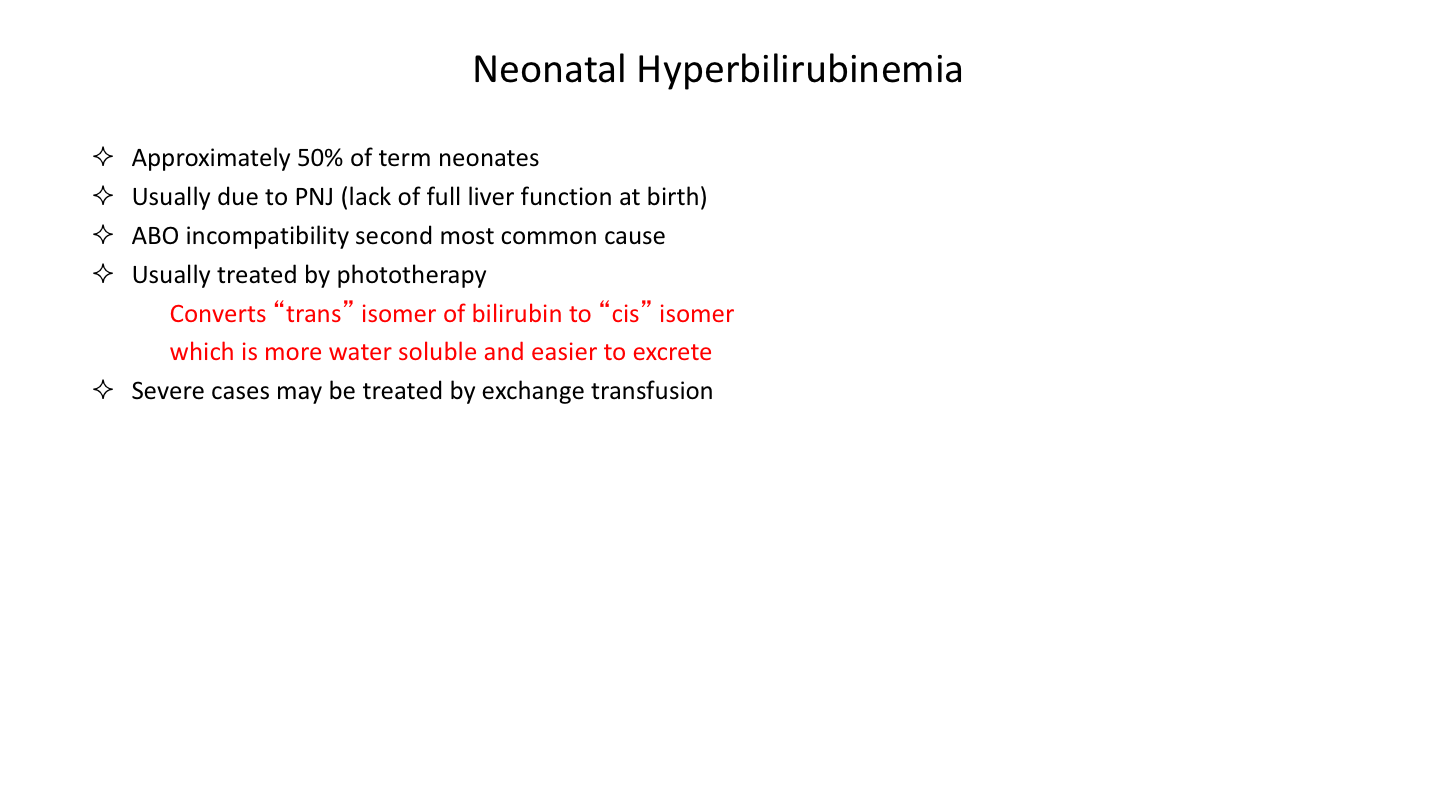 Neonatal Hyperbilirubinemia
✧ Approximately 50% of term neonates
✧ Usually due to PNJ (lack of full liver function at birth)
✧ ABO incompatibility second most common cause
✧ Usually treated by phototherapy
Converts “trans” isomer of bilirubin to “cis” isomer
which is more water soluble and easier to excrete
✧ Severe cases may be treated by exchange transfusion